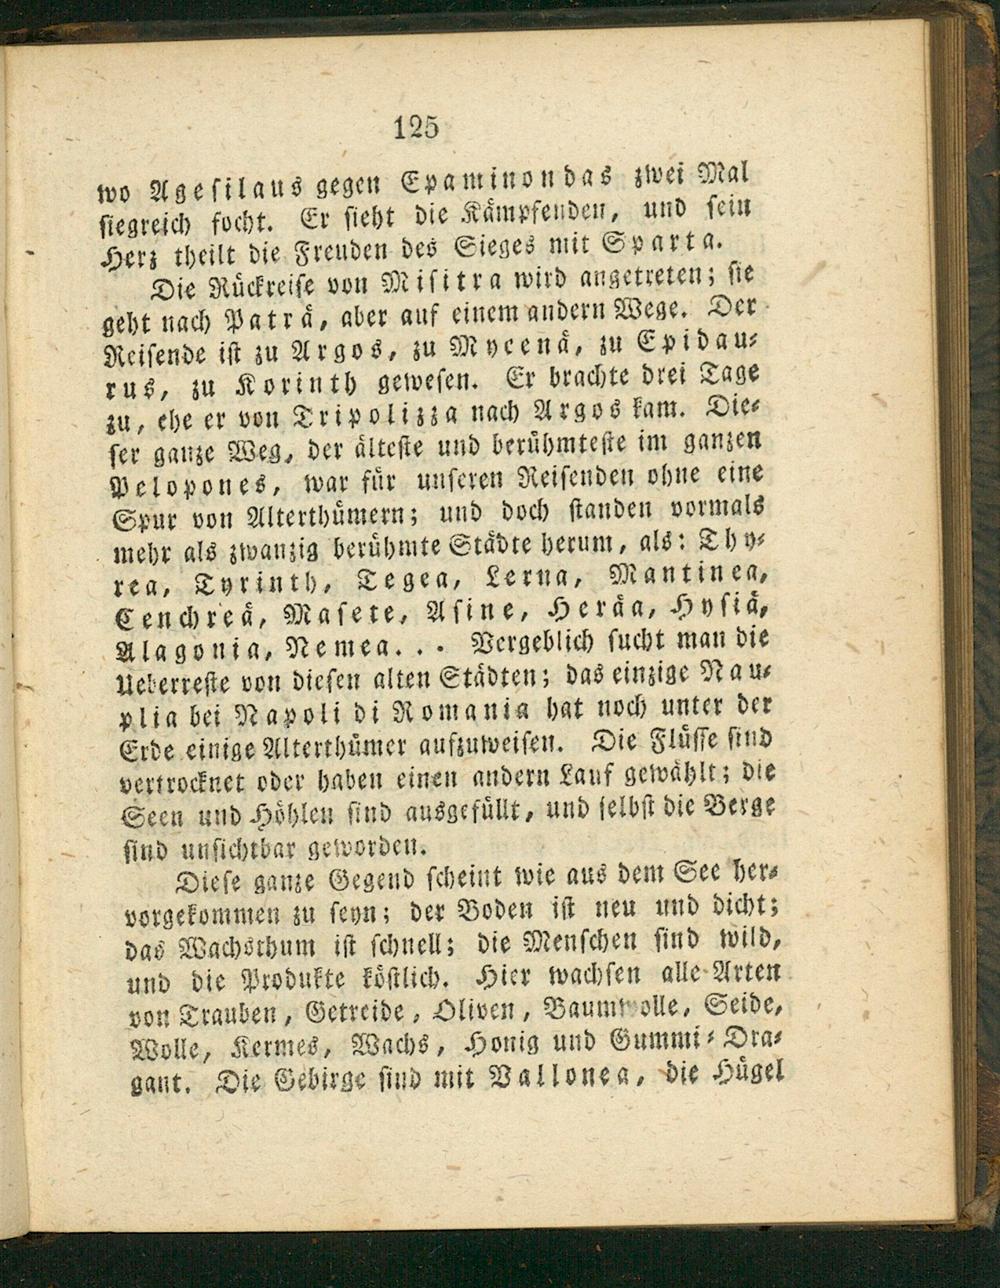 125
wo Agesilaus gegen Epaminondas zwei Mal
siegreich focht. Er sieht die Kämpfenden, und sein
Herz theilt die Freuden des Sieges mit Sparta.
Die Rückreise von Misitra wird angetreten; sie
geht nach Paträ, aber auf einem andern Wege. Der
Reisende ist zu Argos, zu Mycenä, zu Epidau-
rus, zu Korinth gewesen. Er brachte drei Tage
zu, ehe er von Tripolizza nach Argos kam. Die-
ser ganze Weg, der älteste und berühmteste im ganzen
Pelopones, war für unseren Reisenden ohne eine
Spur von Alterthümern; und doch standen vormals
mehr als zwanzig berühmte Städte herum, als: Thy-
rea, Tyrinth, Tegea, Lerna, Mantinea,
Cenchreä, Masete, Asine, Heräa, Hysiä,
Alagonia, Nemea... Vergeblich sucht man die
Ueberreste von diesen alten Städten; das einzige Nau-
plia bei Napoli di Romania hat noch unter der
Erde einige Alterthümer aufzuweisen. Die Flüsse sind
vertrocknet oder haben einen andern Lauf gewählt; die
Seen und Höhlen sind ausgefüllt, und selbst die Berge
sind unsichtbar geworden.
Diese ganze Gegend scheint wie aus dem See her-
vorgekommen zu seyn; der Boden ist neu und dicht;
das Wachsthum ist schnell; die Menschen sind wild,
und die Produkte köstlich. Hier wachsen alle Arten
von Trauben, Getreide, Oliven, Baumwolle, Seide,
Wolle, Kermes, Wachs, Honig und Gummi-Dra-
gant. Die Gebirge sind mit Vallonea, die Hügel